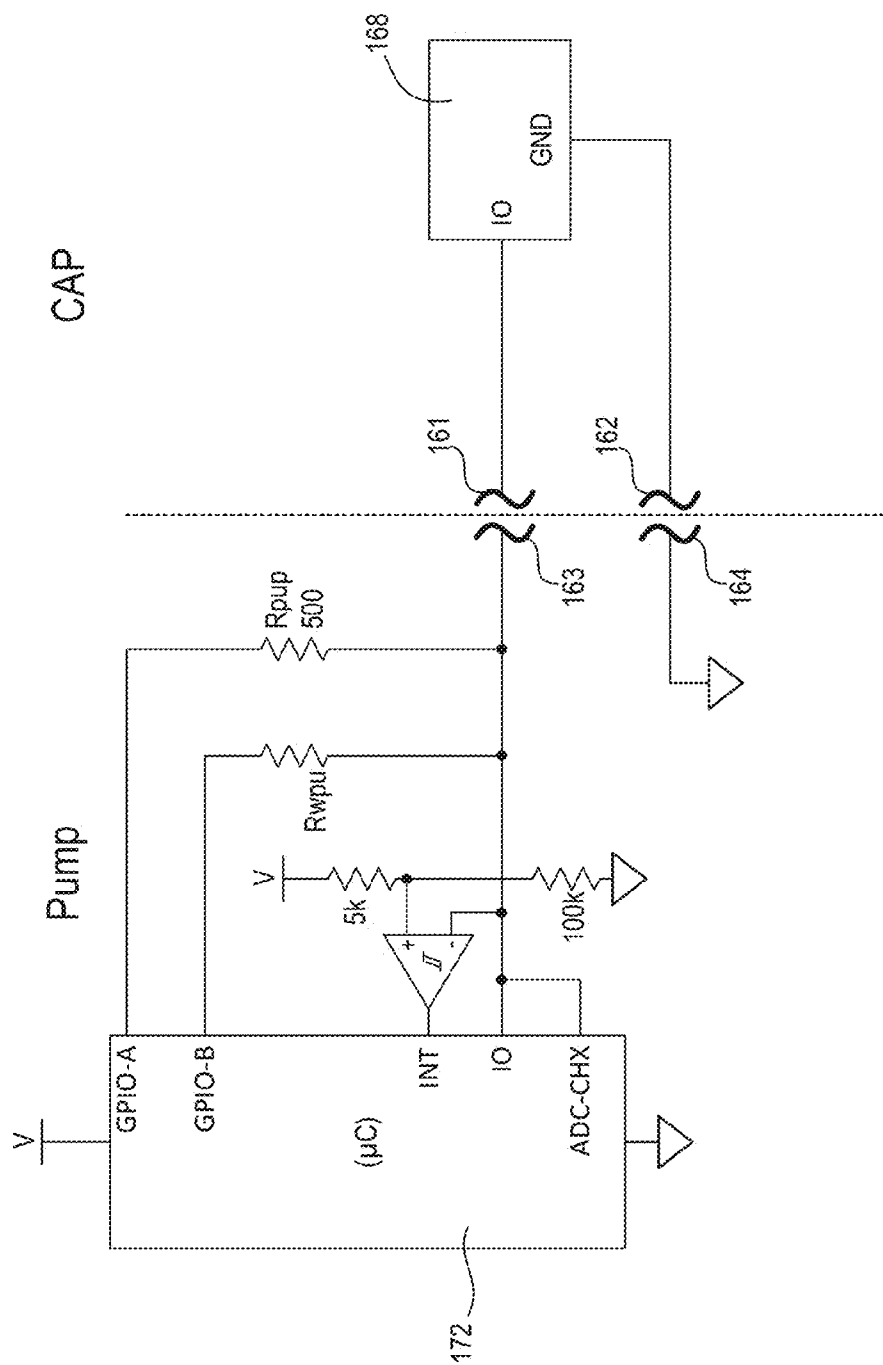 Pump
CAP
V
GPIO-A
GPIO-B
(µC)
INT
IO
ADC-CHX
172
V
5k
100k
+
-
Rwpu
Rpup
500
161
163
162
164
168
IO
GND